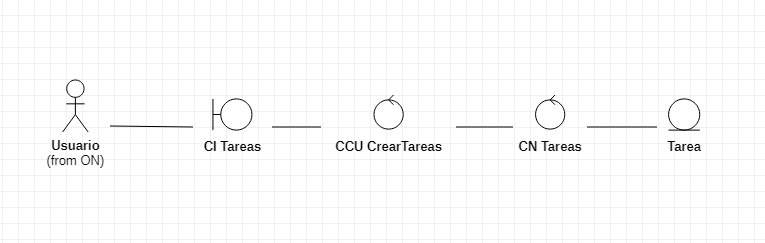 Usuario
(from ON)
CI Tareas
CCU CrearTareas
CN Tareas
Tarea